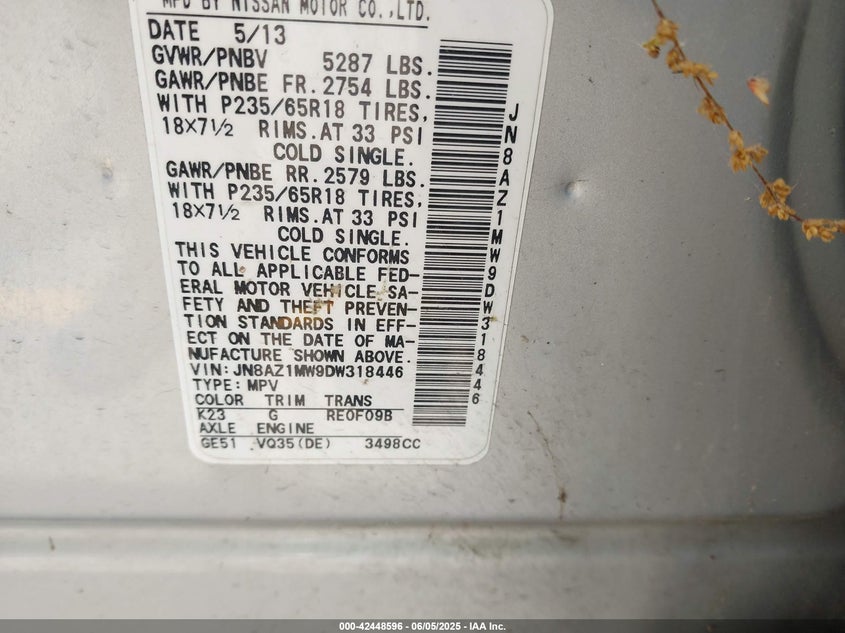 MFD BY NISSAN MOTOR CO.,LTD.
DATE 5/13
GVWR/PNBV 5287 LBS.
GAWR/PNBE FR.2754 LBS.
WITH P235/65R18 TIRES,
18X7½ RIMS.AT 33 PSI
COLD SINGLE.
GAWR/PNBE RR.2579 LBS.
WITH P235/65R18 TIRES,
18X7½ RIMS.AT 33 PSI
COLD SINGLE.
THIS VEHICLE CONFORMS
TO ALL APPLICABLE FED-
ERAL MOTOR VEHICLE SA-
FETY AND THEFT PREVEN-
TION STANDARDS IN EFF-
ECT ON THE DATE OF MA-
NUFACTURE SHOWN ABOVE.
VIN:JN8AZ1MW9DW318446
TYPE:MPV
COLOR TRIM TRANS
K23 G RE0F09B
AXLE ENGINE
GE51 VQ35(DE) 3498CC
JN8AZ1MW9DW318446
000-42448596 - 06/05/2025 - IAA Inc.